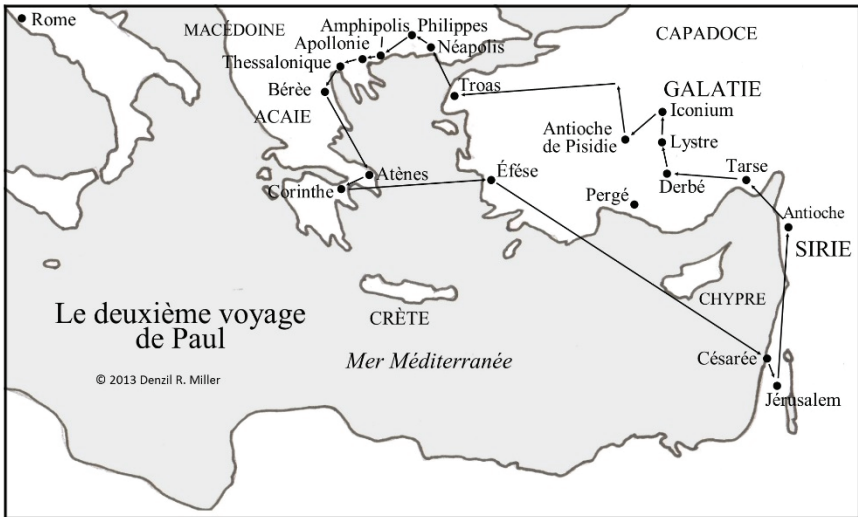 Rome
MACÉDOINE
Amphipolis
Philippes
CAPADOCE
Apollonie
Néapolis
Thessalonique
Troas
GALATIE
Bérèe
Iconium
ACAIE
Antioche
de Pisidie
Lystre
Atènes
Éfése
Tarse
Corinthe
Derbé
Pergé
Antioche
SIRIE
CHYPRE
CRÈTE
Le deuxième voyage
de Paul
Mer Méditerranée
Césarée
© 2013 Denzil R. Miller
Jérusalem